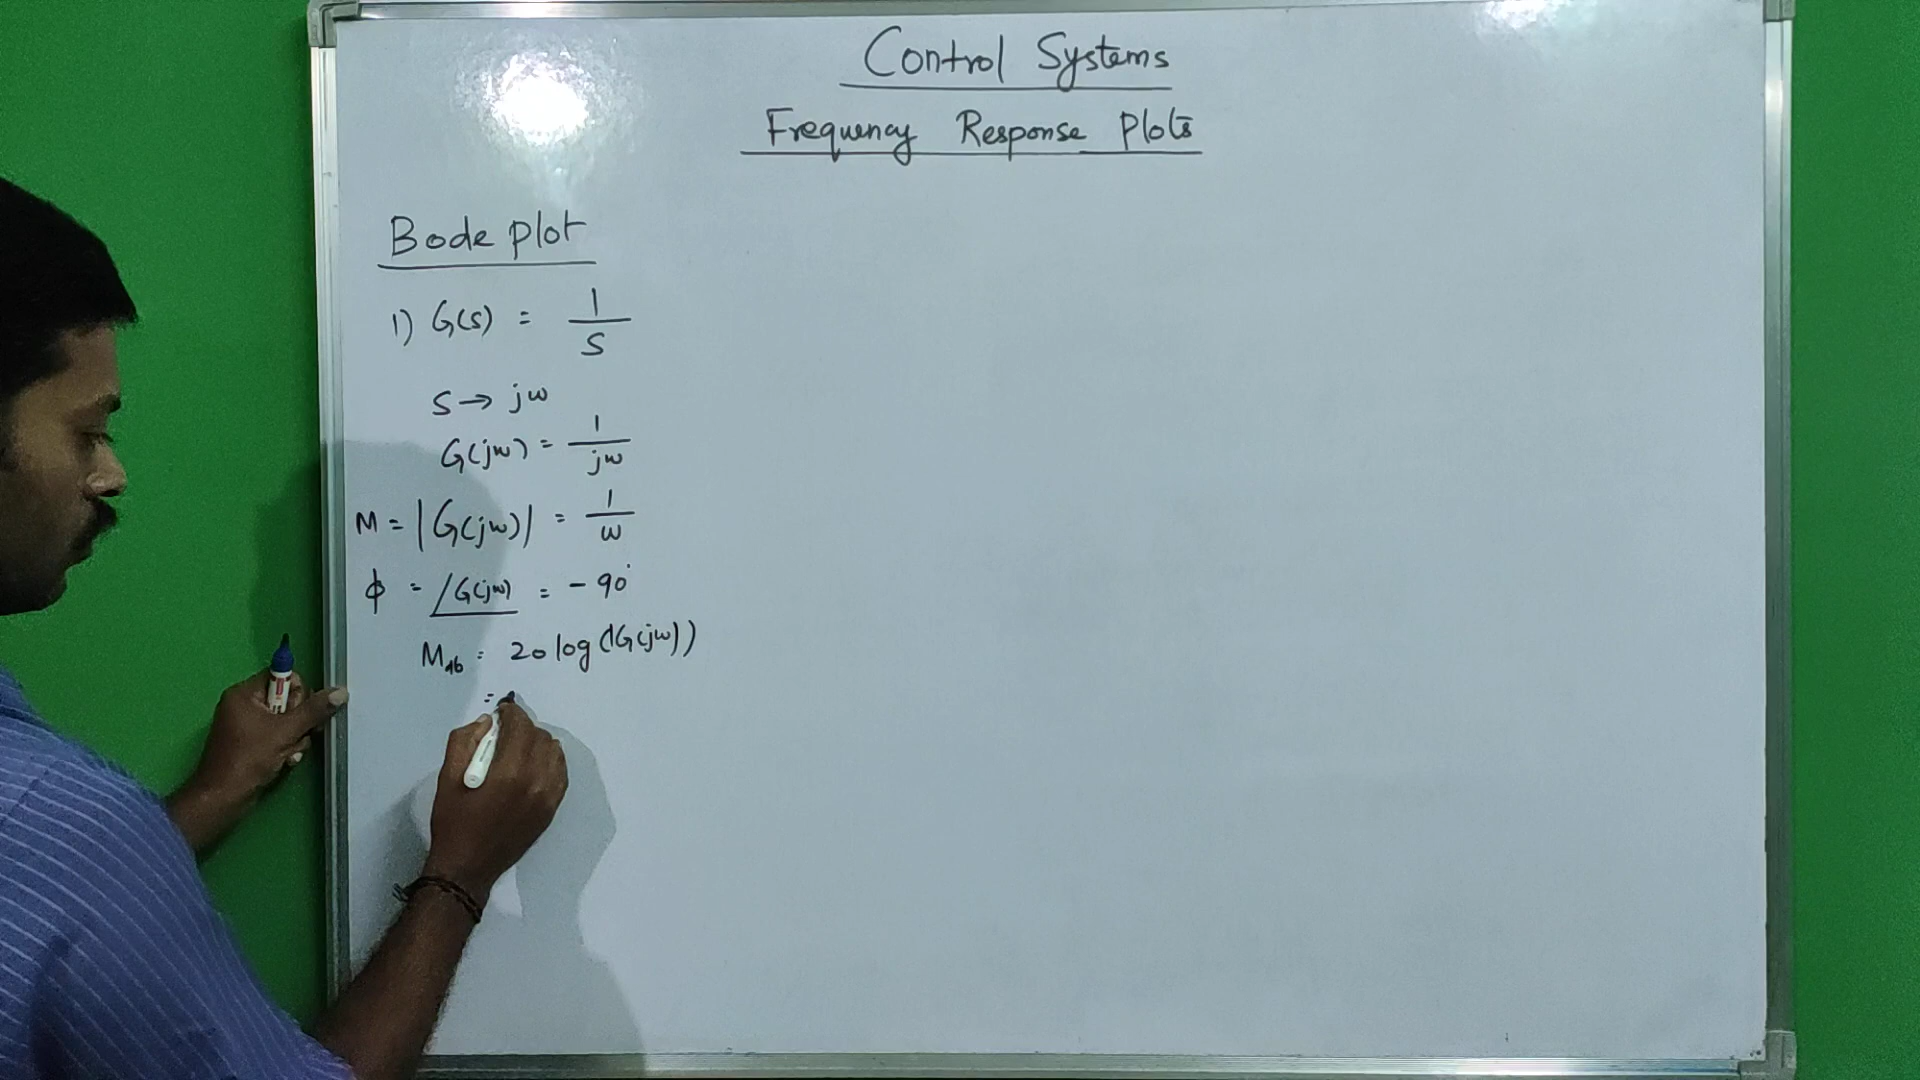 Control Systems
Frequency Response Plots
Bode plot
1) G(s) = 1/s
s → jω
G(jω) = 1/jω
M = |G(jω)| = 1/ω
ϕ = /G(jω) = - 90°
Mdb = 20 log(|G(jω))
=